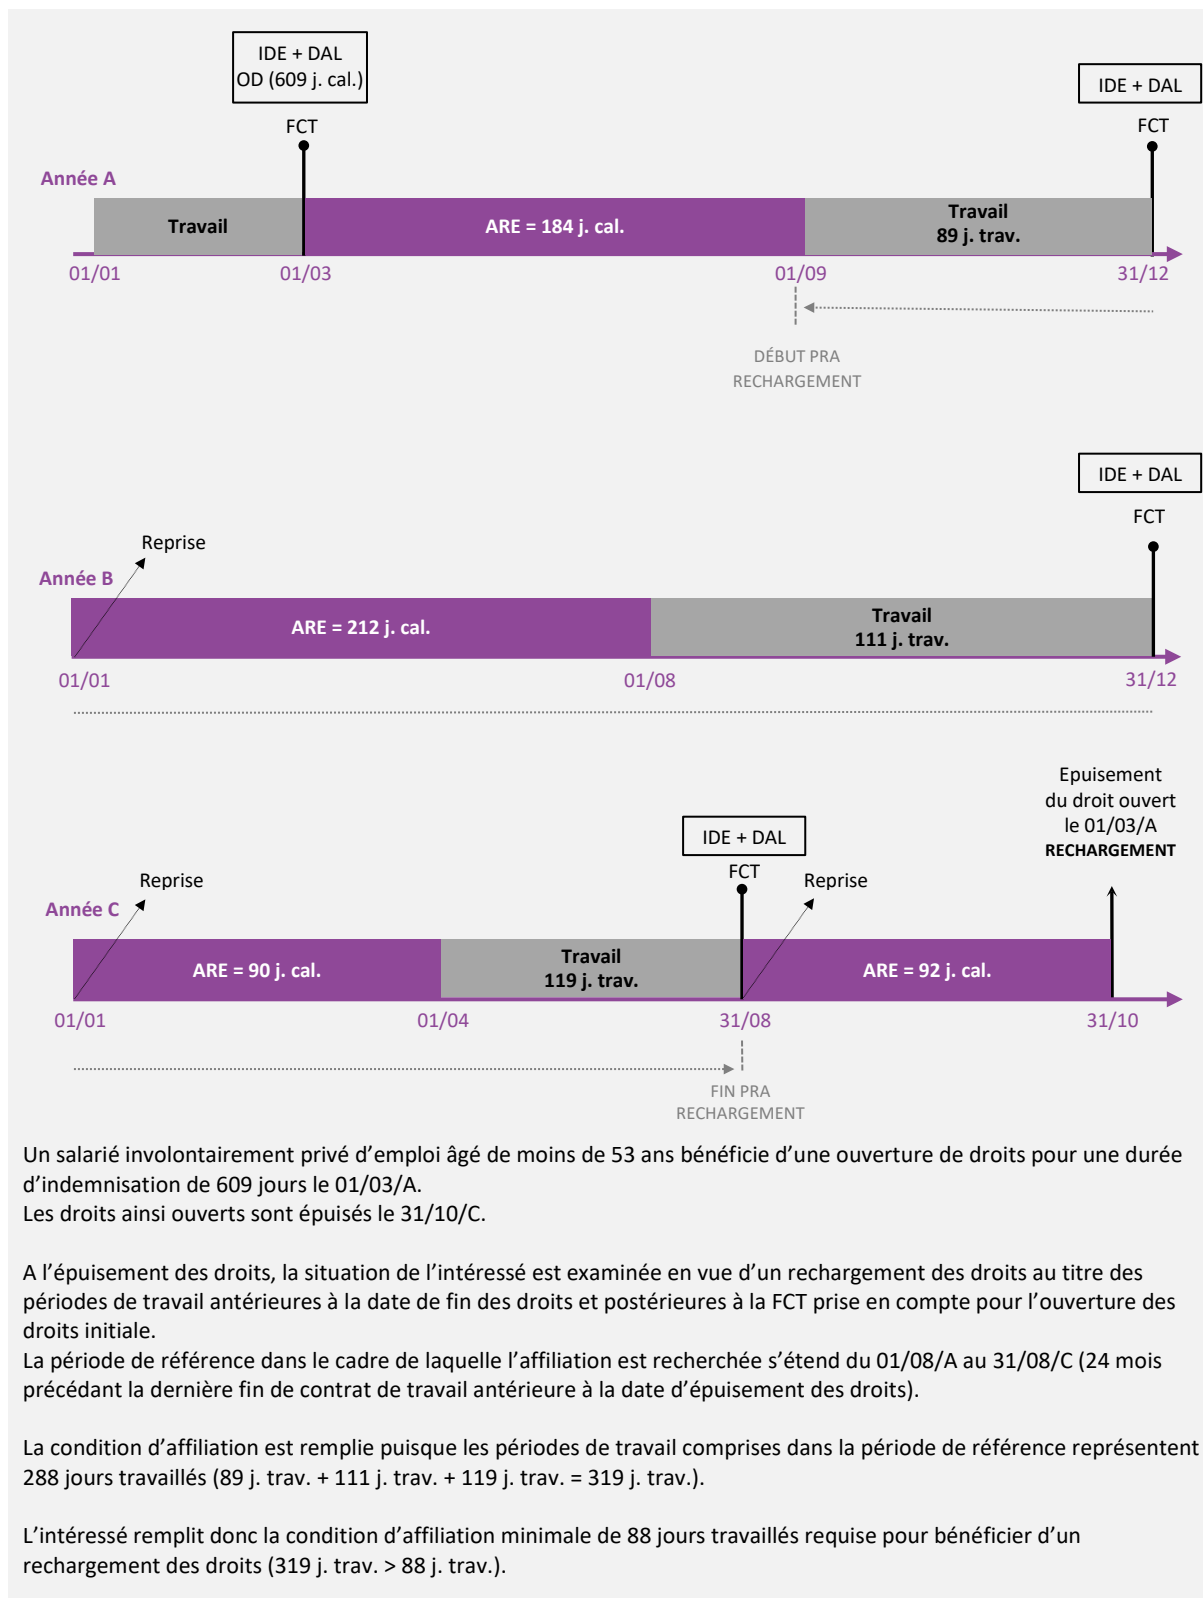 IDE + DAL
OD (609 j. cal.)
IDE + DAL
FCT
FCT
Année A
Travail
ARE = 184 j. cal.
Travail
89 j. trav.
01/01
01/03
01/09
31/12
DÉBUT PRA
RECHARGEMENT
IDE + DAL
FCT
Reprise
Année B
ARE = 212 j. cal.
Travail
111 j. trav.
01/01
01/08
31/12
Epuisement
du droit ouvert
le 01/03/A
RECHARGEMENT
IDE + DAL
FCT
Reprise
Reprise
Année C
ARE = 90 j. cal.
Travail
119 j. trav.
ARE = 92 j. cal.
01/01
01/04
31/08
31/10
FIN PRA
RECHARGEMENT
Un salarié involontairement privé d’emploi âgé de moins de 53 ans bénéficie d’une ouverture de droits pour une durée
d’indemnisation de 609 jours le 01/03/A.
Les droits ainsi ouverts sont épuisés le 31/10/C.
A l’épuisement des droits, la situation de l’intéressé est examinée en vue d’un rechargement des droits au titre des
périodes de travail antérieures à la date de fin des droits et postérieures à la FCT prise en compte pour l’ouverture des
droits initiale.
La période de référence dans le cadre de laquelle l’affiliation est recherchée s’étend du 01/08/A au 31/08/C (24 mois
précédant la dernière fin de contrat de travail antérieure à la date d’épuisement des droits).
La condition d’affiliation est remplie puisque les périodes de travail comprises dans la période de référence représentent
288 jours travaillés (89 j. trav. + 111 j. trav. + 119 j. trav. = 319 j. trav.).
L’intéressé remplit donc la condition d’affiliation minimale de 88 jours travaillés requise pour bénéficier d’un
rechargement des droits (319 j. trav. > 88 j. trav.).